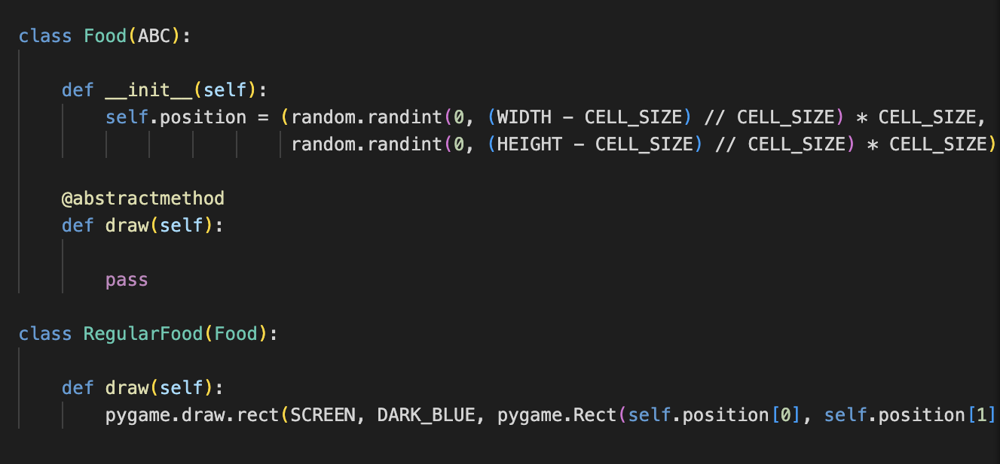 class Food(ABC):
def __init__(self):
self.position = (random.randint(0, (WIDTH - CELL_SIZE) // CELL_SIZE) * CELL_SIZE,
random.randint(0, (HEIGHT - CELL_SIZE) // CELL_SIZE) * CELL_SIZE)
@abstractmethod
def draw(self):
pass
class RegularFood(Food):
def draw(self):
pygame.draw.rect(SCREEN, DARK_BLUE, pygame.Rect(self.position[0], self.position[1]